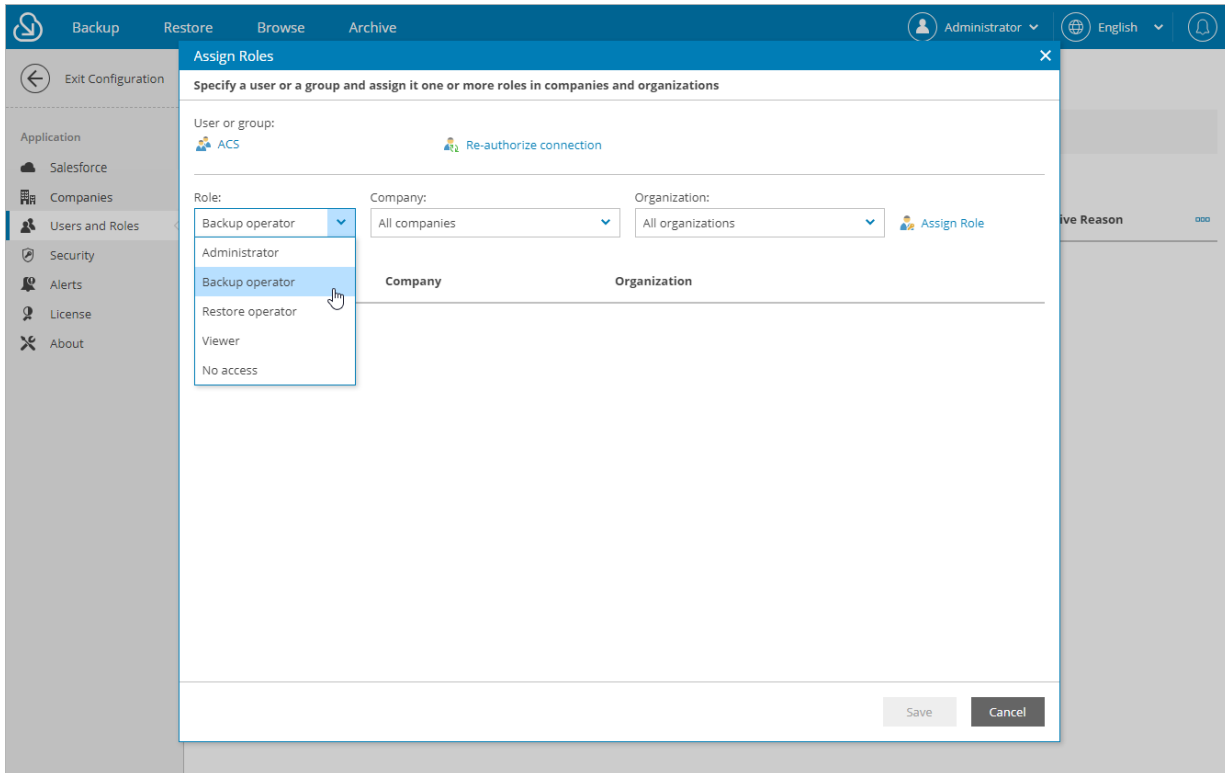 Backup Restore Browse Archive Administrator English
Assign Roles
Exit Configuration
Specify a user or a group and assign it one or more roles in companies and organizations
User or group:
ACS Re-authorize connection
Application
Salesforce
Companies
Users and Roles
Security
Alerts
License
About
Role: Company: Organization:
Backup operator All companies All organizations Assign Role
ive Reason
Administrator
Backup operator
Restore operator
Viewer
No access
Company Organization
Save Cancel